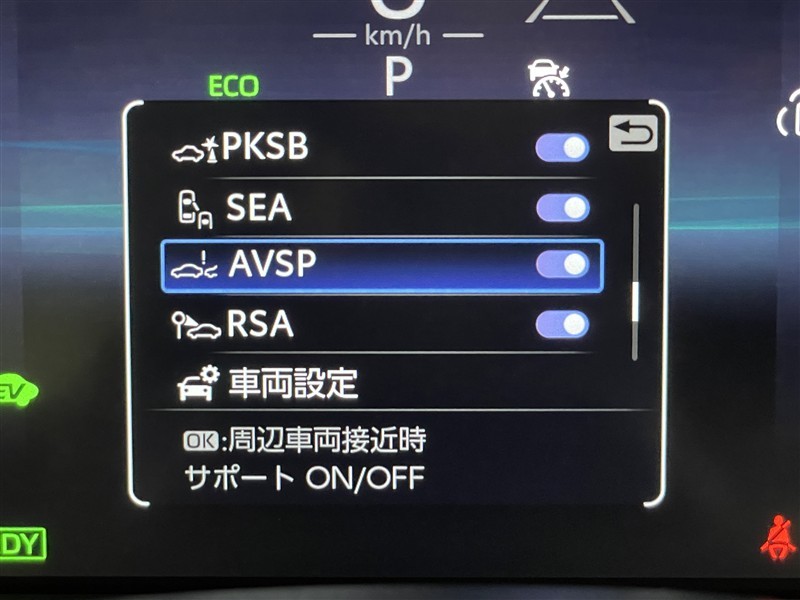 km/h
ECO
P
PKSB
SEA
AVSP
RSA
車両設定
OK:周辺車両接近時
サポート ON/OFF
EV
DY